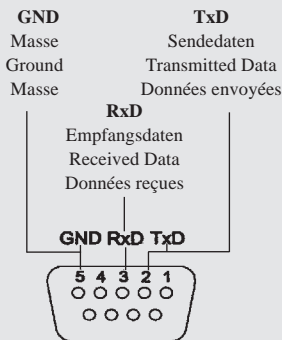 GND
Masse
Ground
Masse
TxD
Sendedaten
Transmitted Data
Données envoyées
RxD
Empfangsdaten
Received Data
Données reçues
GND RxD TxD
5 4 3 2 1